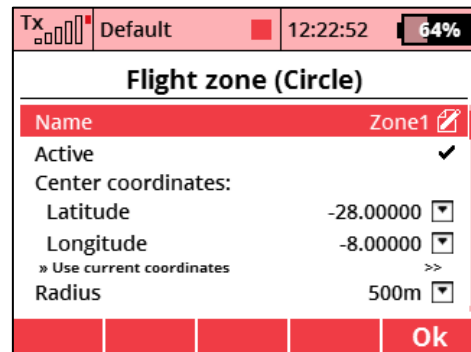 Tx Default 12:22:52 64%
Flight zone (Circle)
Name Zone1
Active
Center coordinates:
Latitude -28.00000
Longitude -8.00000
» Use current coordinates >>
Radius 500m
Ok